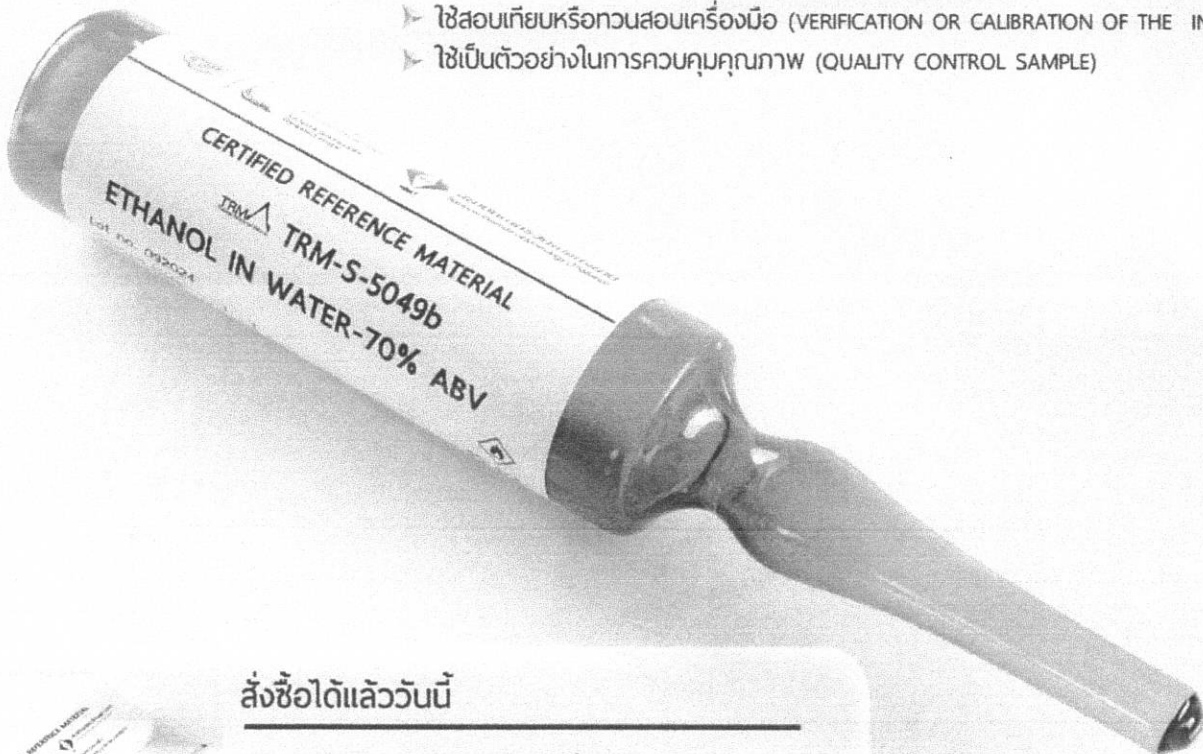 ใช้สอบเทียบหรือทวนสอบเครื่องมือ (VERIFICATION OR CALIBRATION OF THE IN
ใช้เป็นตัวอย่างในการควบคุมคุณภาพ (QUALITY CONTROL SAMPLE)
CERTIFIED REFERENCE MATERIAL
TRM TRM-S-5049b
ETHANOL IN WATER-70% ABV
Lot no. 092024
สั่งซื้อได้แล้ววันนี้